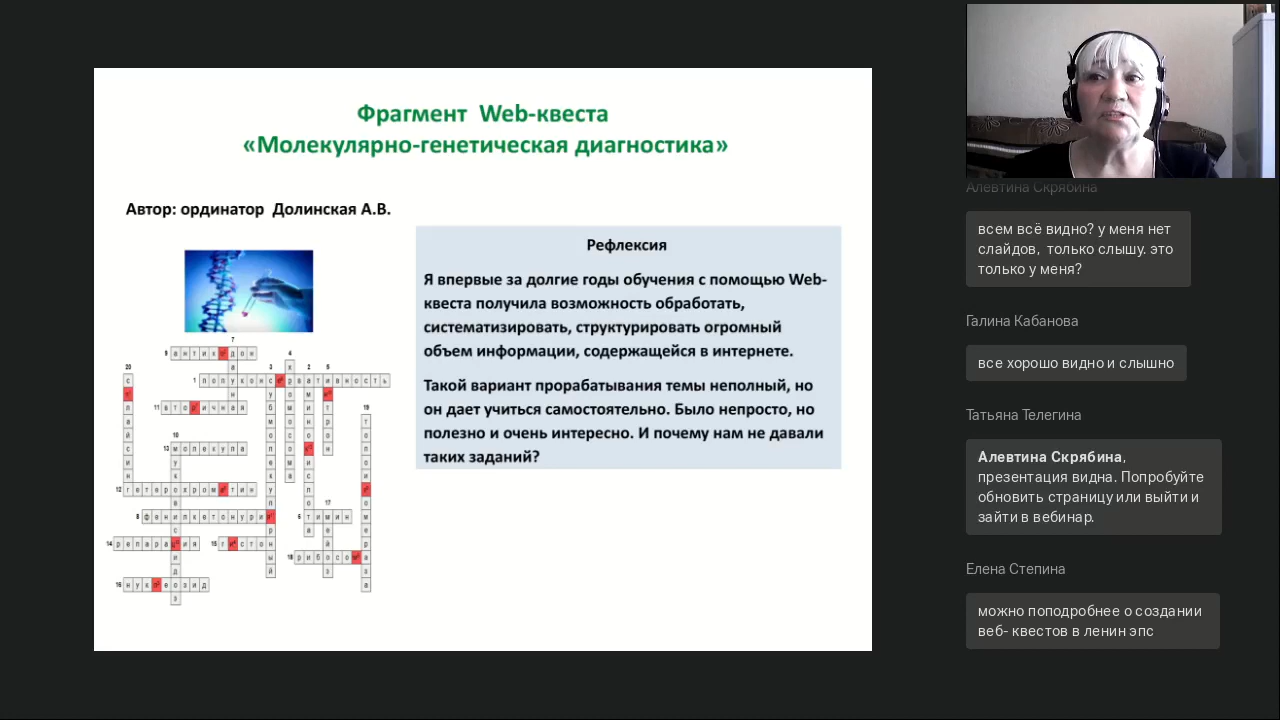 Фрагмент Web-квеста
«Молекулярно-генетическая диагностика»
Автор: ординатор Долинская А.В.
Рефлексия
Я впервые за долгие годы обучения с помощью Web-
квеста получила возможность обработать,
систематизировать, структурировать огромный
объем информации, содержащейся в интернете.
Такой вариант прорабатывания темы неполный, но
он дает учиться самостоятельно. Было непросто, но
полезно и очень интересно. И почему нам не давали
таких заданий?
Алевтина Скрябина
всем всё видно? у меня нет
слайдов, только слышу. это
только у меня?
Галина Кабанова
все хорошо видно и слышно
Татьяна Телегина
Алевтина Скрябина,
презентация видна. Попробуйте
обновить страницу или выйти и
зайти в вебинар.
Елена Степина
можно поподробнее о создании
веб- квестов в ленин эпс